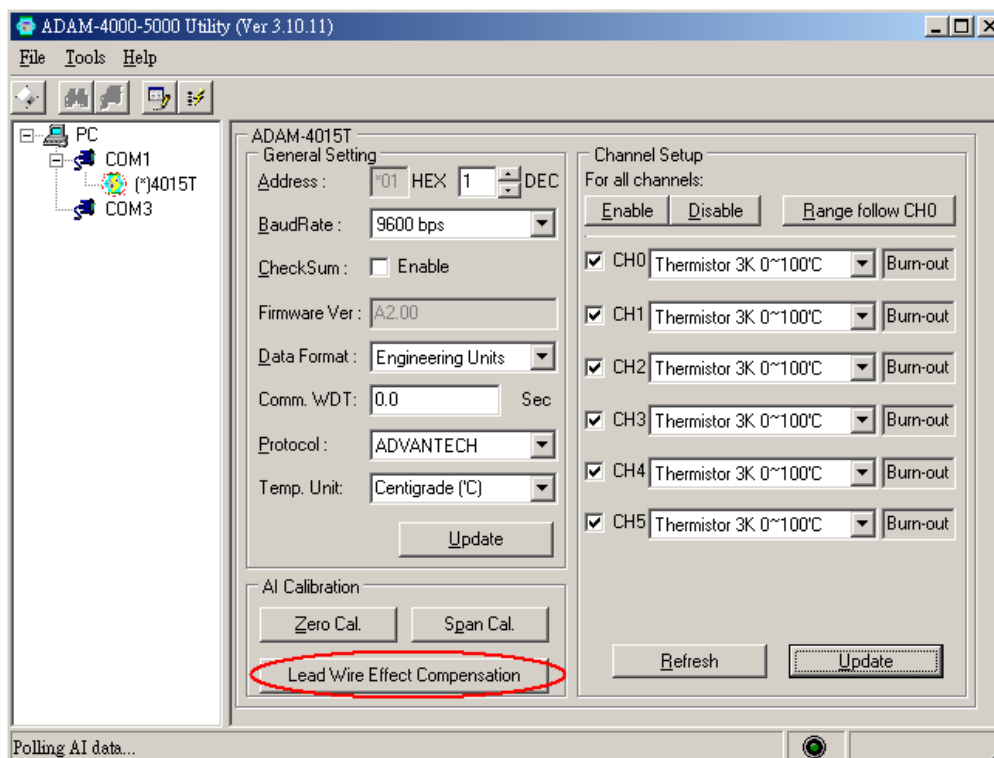 ADAM-4000-5000 Utility (Ver 3.10.11)
File Tools Help
PC
COM1
(*)4015T
COM3
ADAM-4015T
General Setting
Address : *01 HEX 1 DEC
BaudRate : 9600 bps
CheckSum : Enable
Firmware Ver : A2.00
Data Format : Engineering Units
Comm. WDT: 0.0 Sec
Protocol : ADVANTECH
Temp. Unit: Centigrade ('C)
Update
AI Calibration
Zero Cal. Span Cal.
Lead Wire Effect Compensation
Channel Setup
For all channels:
Enable Disable Range follow CH0
CH0 Thermistor 3K 0~100'C Burn-out
CH1 Thermistor 3K 0~100'C Burn-out
CH2 Thermistor 3K 0~100'C Burn-out
CH3 Thermistor 3K 0~100'C Burn-out
CH4 Thermistor 3K 0~100'C Burn-out
CH5 Thermistor 3K 0~100'C Burn-out
Refresh Update
Polling AI data...